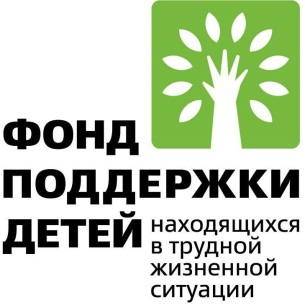 ФОНД
ПОДДЕРЖКИ
ДЕТЕЙ
находящихся
в трудной
жизненной
ситуации